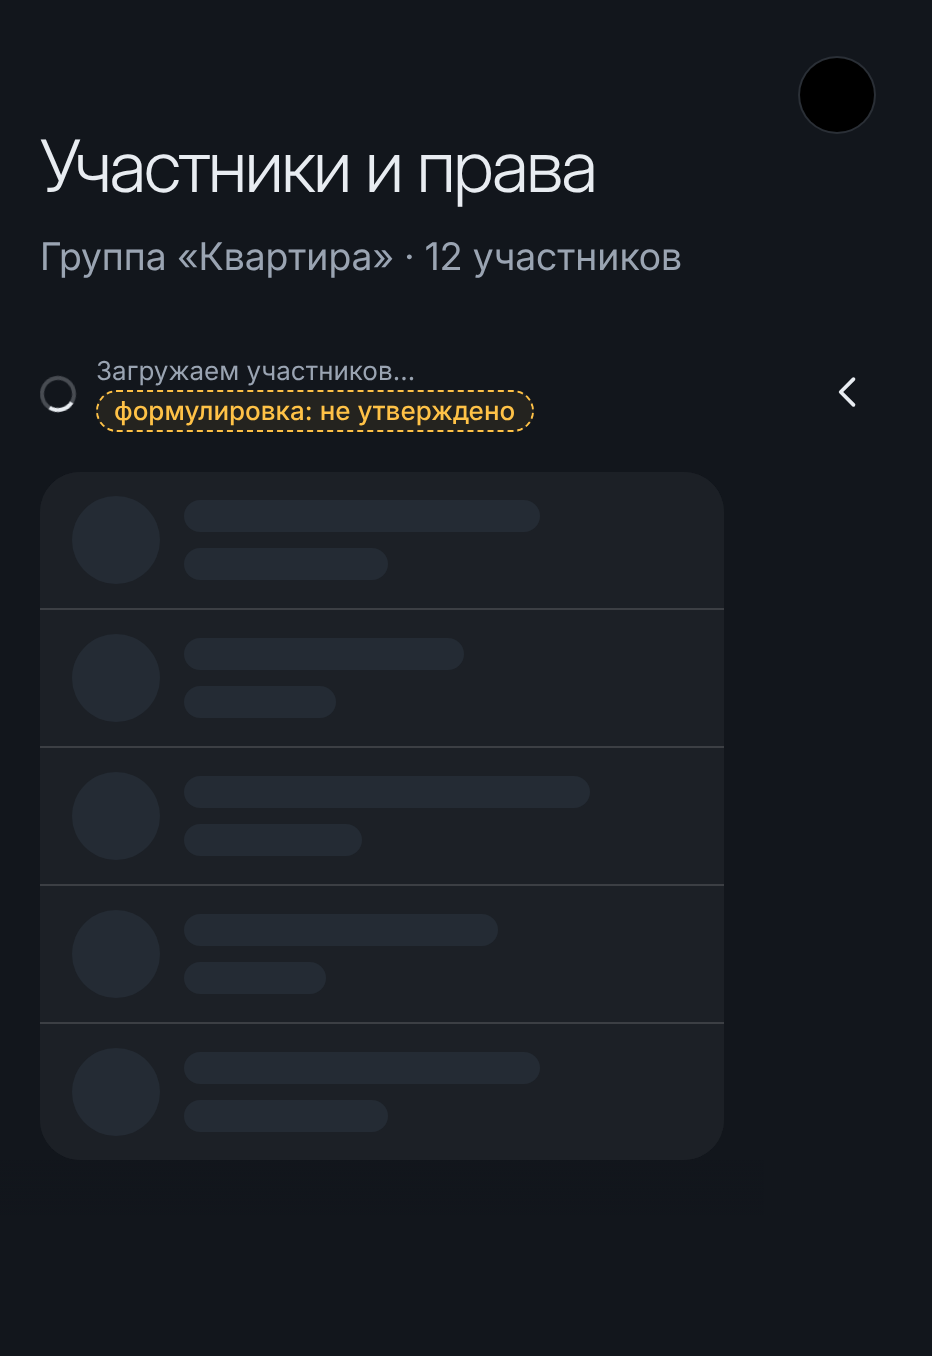 Участники и права
Группа «Квартира» · 12 участников
Загружаем участников...
формулировка: не утверждено